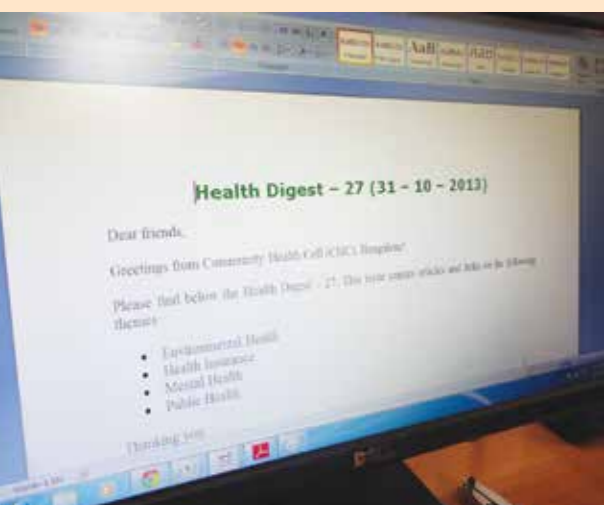 AaB
Health Digest – 27 (31 – 10 – 2013)
Dear friends,
Greetings from Community Health Cell (CHC), Bangalore!
Please find below the Health Digest - 27. This issue covers articles and links on the following
themes
• Environmental Health
• Health Insurance
• Mental Health
• Public Health
Thanking you